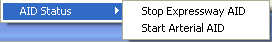 AID Status
Stop Expressway AID
Start Arterial AID